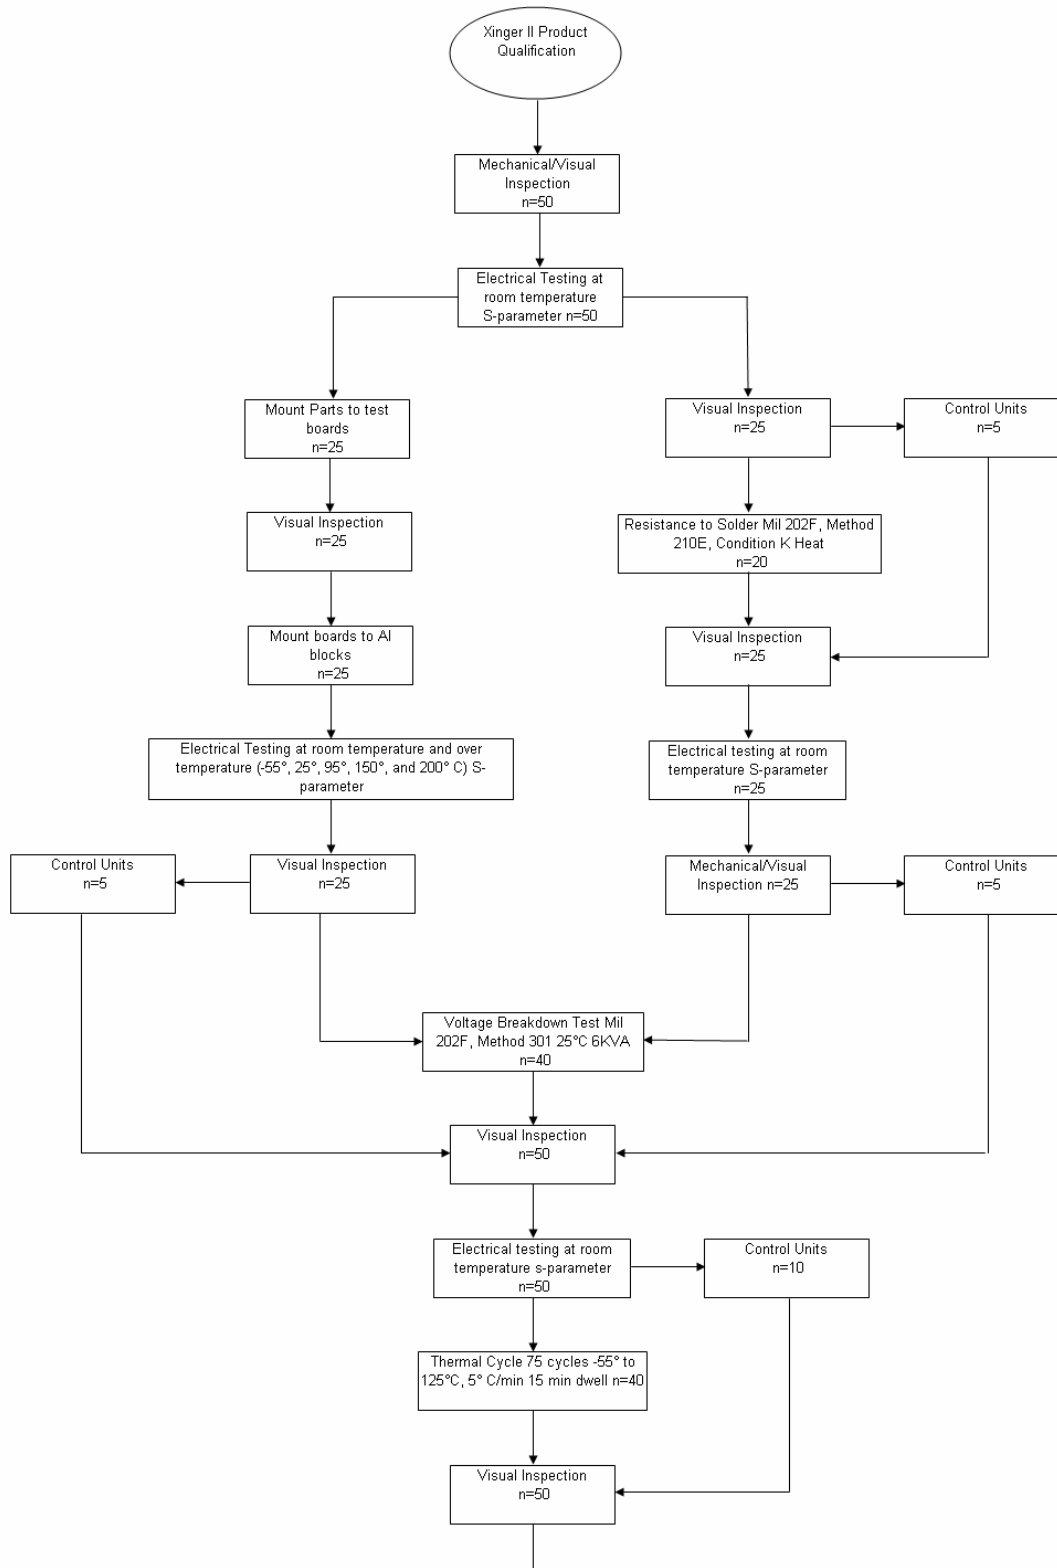 Xinger II Product
Qualification
Mechanical/Visual
Inspection
n=50
Electrical Testing at
room temperature
S-parameter n=50
Mount Parts to test
boards
n=25
Visual Inspection
n=25
Control Units
n=5
Visual Inspection
n=25
Resistance to Solder Mil 202F, Method
210E, Condition K Heat
n=20
Mount boards to Al
blocks
n=25
Visual Inspection
n=25
Electrical Testing at room temperature and over
temperature (-55°, 25°, 95°, 150°, and 200° C) S-
parameter
Electrical testing at room
temperature S-parameter
n=25
Control Units
n=5
Visual Inspection
n=25
Mechanical/Visual
Inspection n=25
Control Units
n=5
Voltage Breakdown Test Mil
202F, Method 301 25°C 6KVA
n=40
Visual Inspection
n=50
Electrical testing at room
temperature s-parameter
n=50
Control Units
n=10
Thermal Cycle 75 cycles -55° to
125°C, 5° C/min 15 min dwell n=40
Visual Inspection
n=50